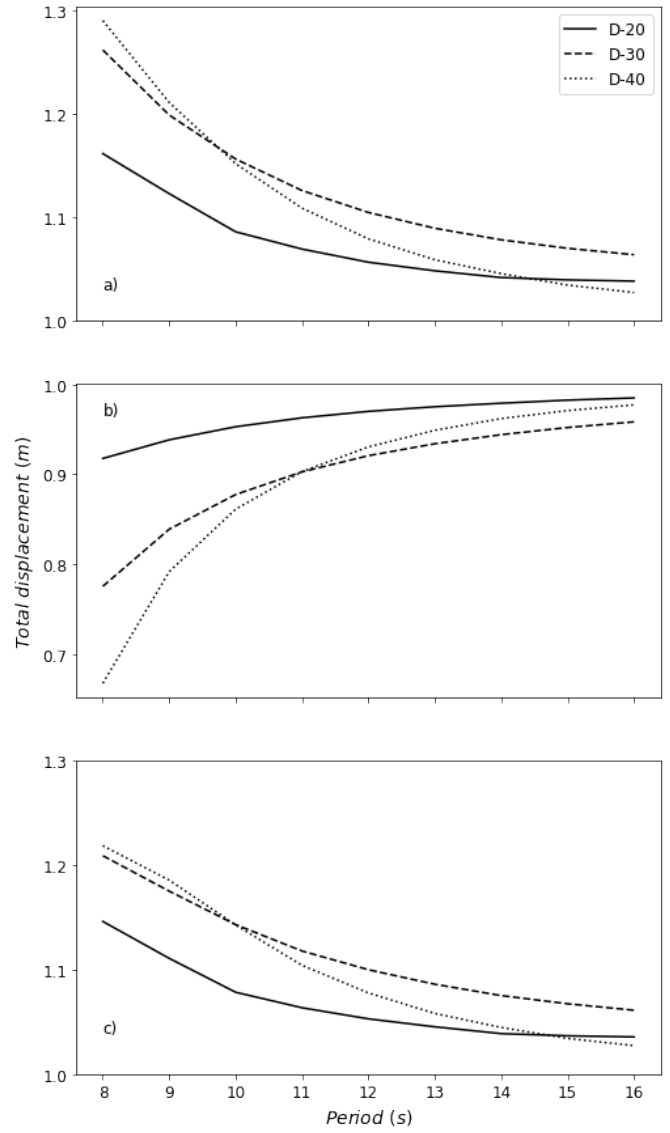 1.3
D-20
D-30
D-40
1.2
1.1
a)
1.0
1.0
b)
0.9
0.8
0.7
Total displacement (m)
1.3
1.2
1.1
c)
1.0
8 9 10 11 12 13 14 15 16
Period (s)